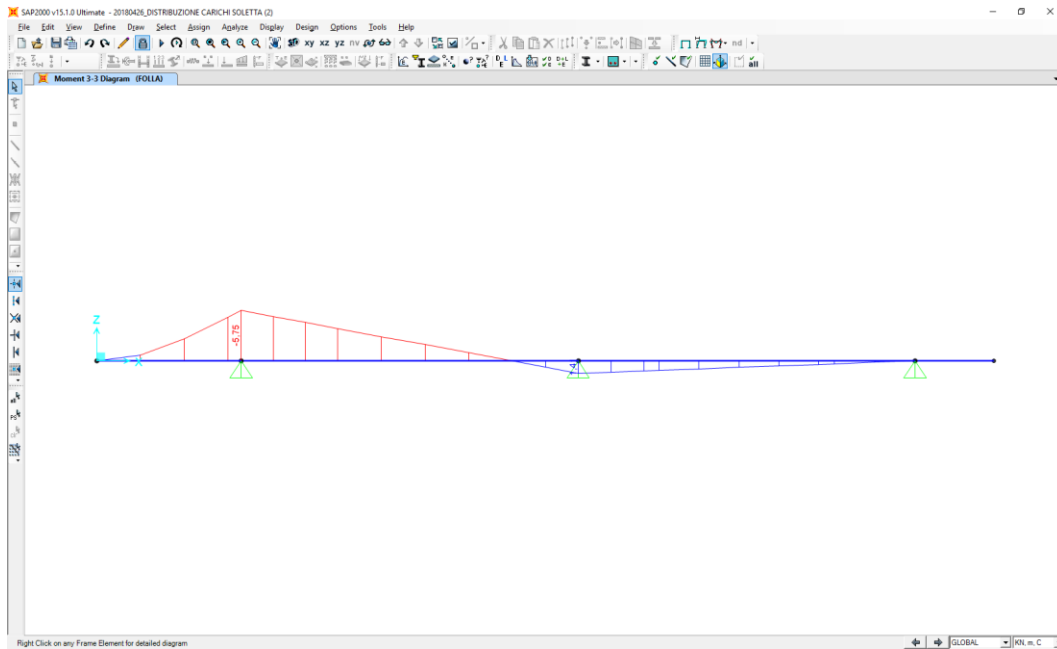 SAP2000 v15.1.0 Ultimate - 20180426_DISTRIBUZIONE CARICHI SOLETTA (2)
File Edit View Define Draw Select Assign Analyze Display Design Options Tools Help
xy xz yz nv
nd
all
Moment 3-3 Diagram (FOLLA)
Z
X
-5.75
PS
Right Click on any Frame Element for detailed diagram
GLOBAL
KN, m, C